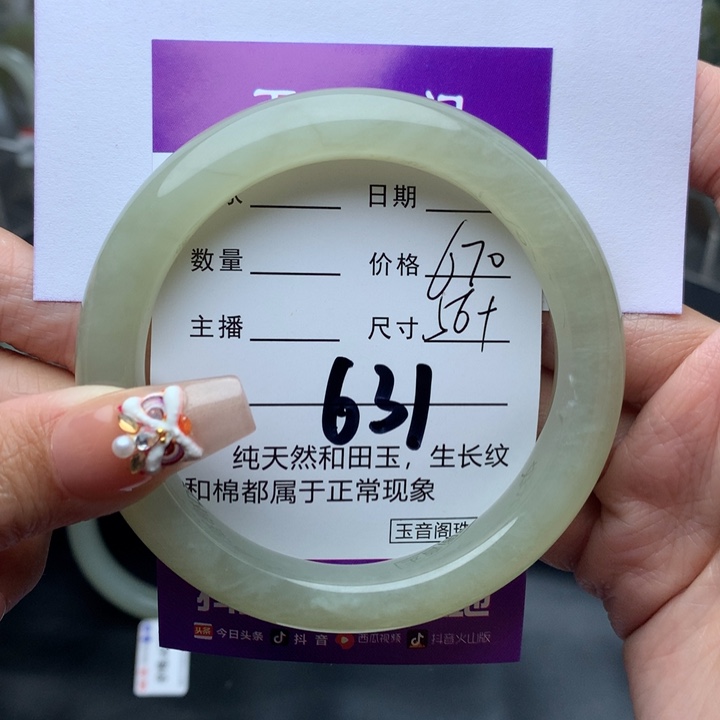 日期
数量 价格 670
主播 尺寸 56+
631
纯天然和田玉，生长纹
和棉都属于正常现象
玉音阁珠
头条 今日头条 抖音 西瓜视频 抖音火山版